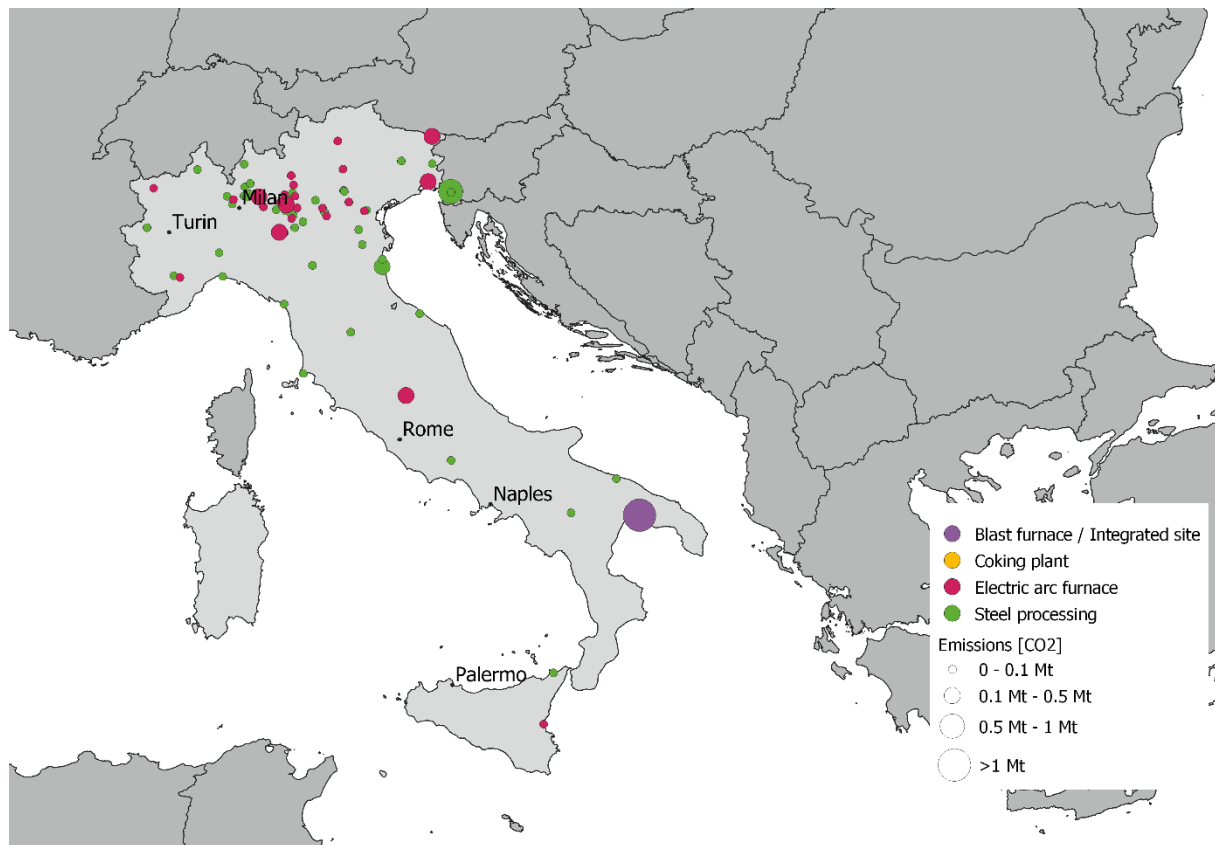 Milan
Turin
Rome
Naples
Palermo
Blast furnace / Integrated site
Coking plant
Electric arc furnace
Steel processing
Emissions [CO2]
0 - 0.1 Mt
0.1 Mt - 0.5 Mt
0.5 Mt - 1 Mt
>1 Mt